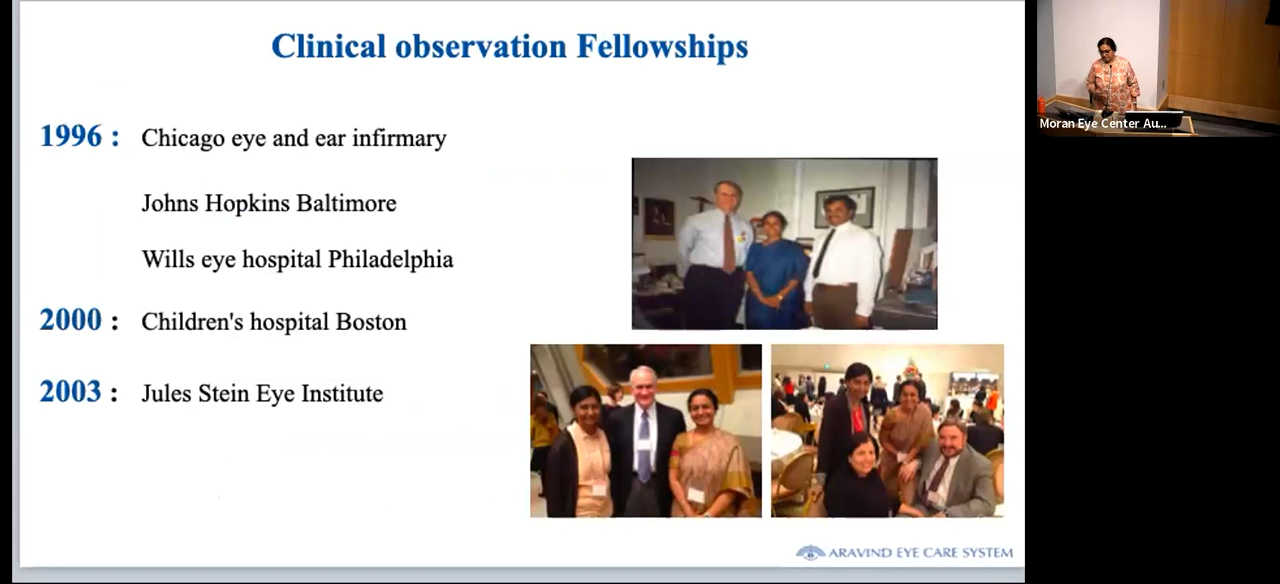 Clinical observation Fellowships
1996 : Chicago eye and ear infirmary
Johns Hopkins Baltimore
Wills eye hospital Philadelphia
2000 : Children's hospital Boston
2003 : Jules Stein Eye Institute
ARAVIND EYE CARE SYSTEM
Moran Eye Center Au...